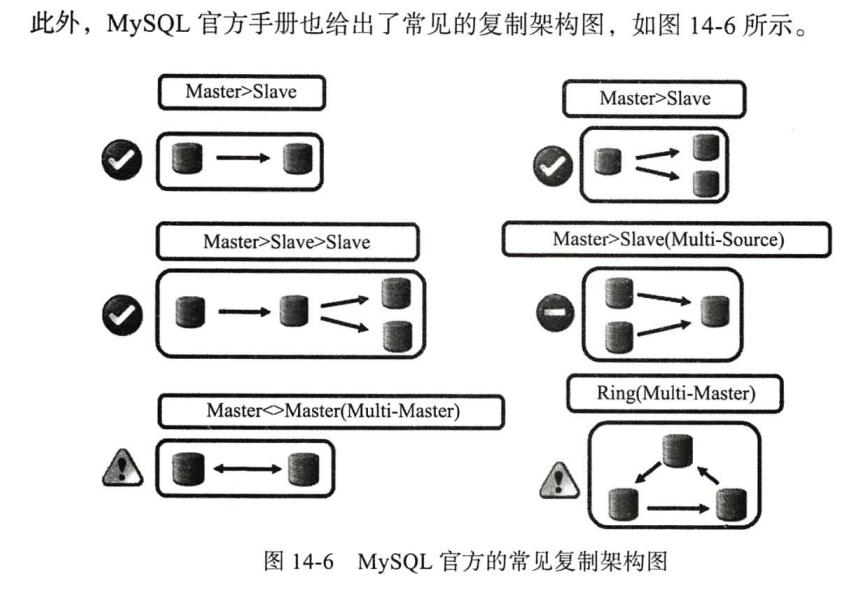 此外，MySQL 官方手册也给出了常见的复制架构图，如图 14-6 所示。
Master>Slave
Master>Slave
Master>Slave>Slave
Master>Slave(Multi-Source)
Master<>Master(Multi-Master)
Ring(Multi-Master)
图 14-6 MySQL 官方的常见复制架构图